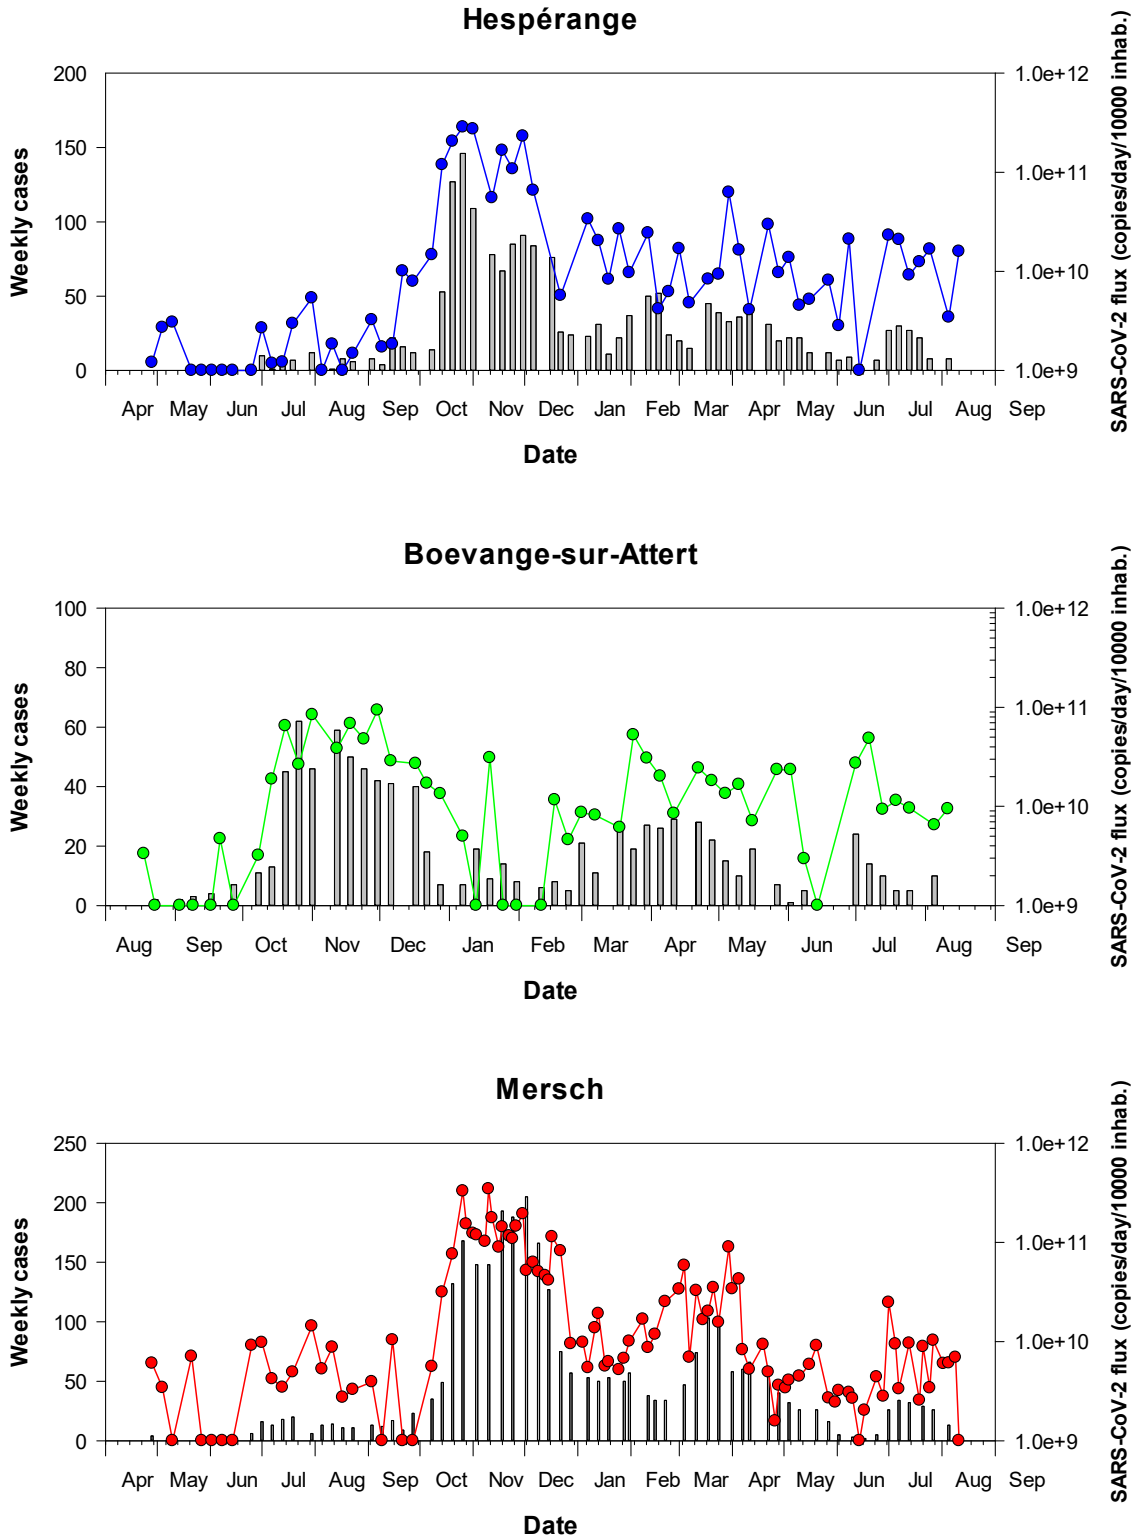 Hespérange
Weekly cases
SARS-CoV-2 flux (copies/day/10000 inhab.)
200
150
100
50
0
1.0e+12
1.0e+11
1.0e+10
1.0e+9
Apr May Jun Jul Aug Sep Oct Nov Dec Jan Feb Mar Apr May Jun Jul Aug Sep
Date
Boevange-sur-Attert
Weekly cases
SARS-CoV-2 flux (copies/day/10000 inhab.)
100
80
60
40
20
0
1.0e+12
1.0e+11
1.0e+10
1.0e+9
Aug Sep Oct Nov Dec Jan Feb Mar Apr May Jun Jul Aug Sep
Date
Mersch
Weekly cases
SARS-CoV-2 flux (copies/day/10000 inhab.)
250
200
150
100
50
0
1.0e+12
1.0e+11
1.0e+10
1.0e+9
Apr May Jun Jul Aug Sep Oct Nov Dec Jan Feb Mar Apr May Jun Jul Aug Sep
Date